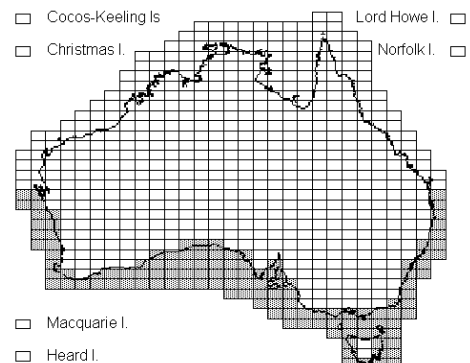 Cocos-Keeling Is
Lord Howe I.
Christmas I.
Norfolk I.
Macquarie I.
Heard I.